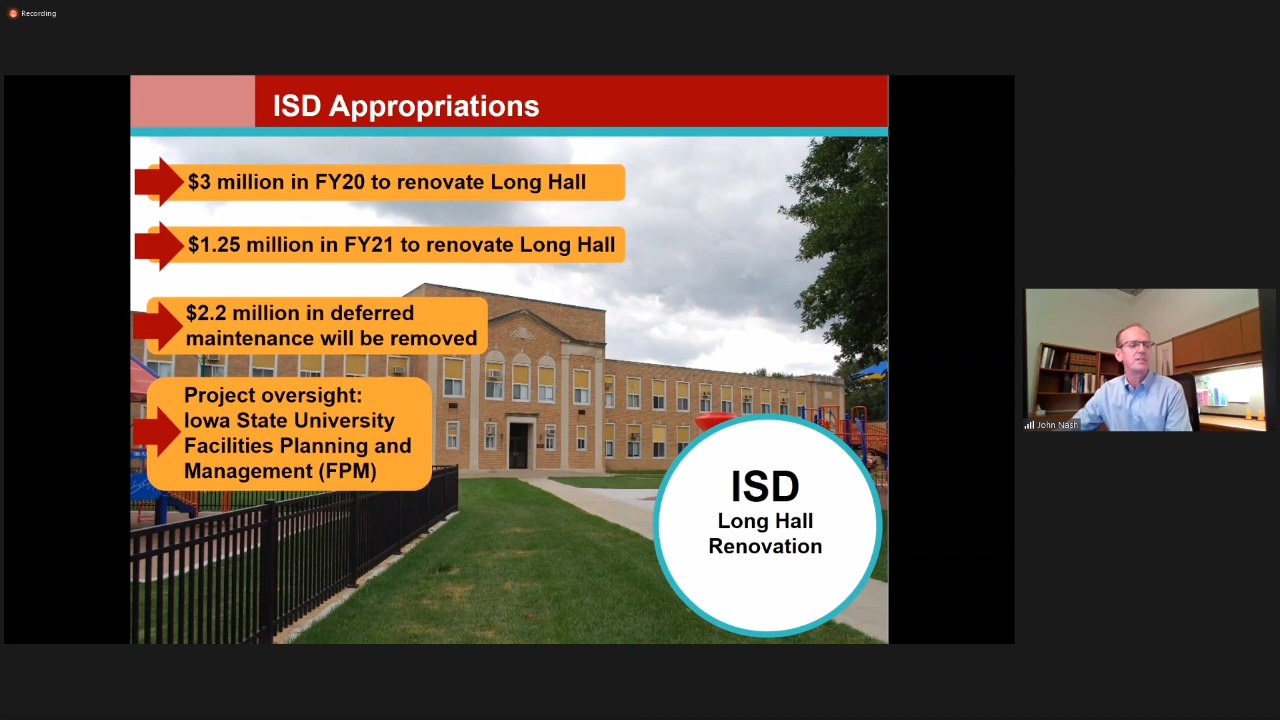 Recording
ISD Appropriations
$3 million in FY20 to renovate Long Hall
$1.25 million in FY21 to renovate Long Hall
$2.2 million in deferred
maintenance will be removed
Project oversight:
Iowa State University
Facilities Planning and
Management (FPM)
ISD
Long Hall
Renovation
John Nash